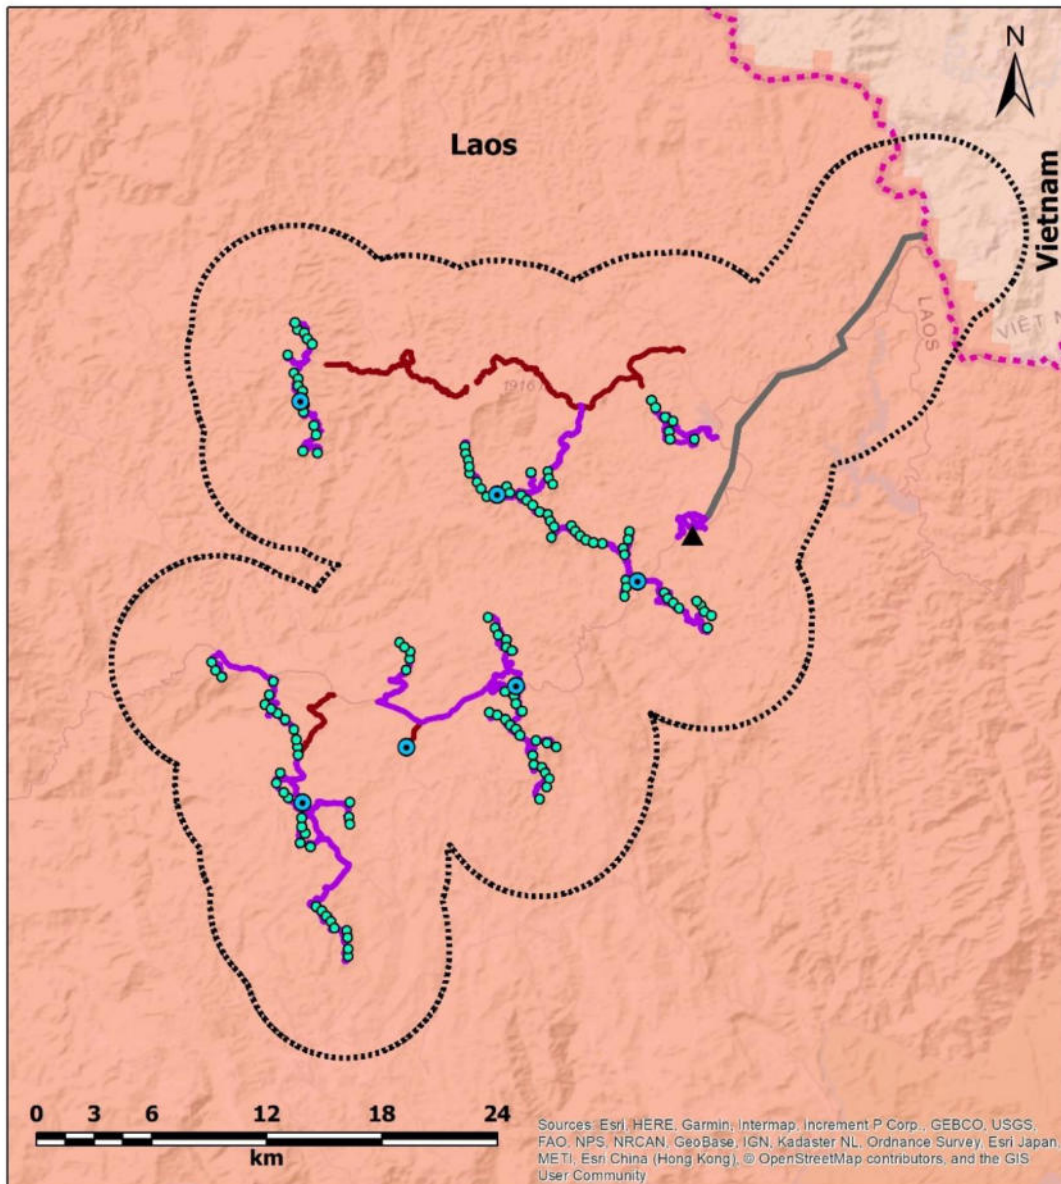 N
Laos
Vietnam
LAOS
VIỆT N
0 3 6 12 18 24
km
Sources: Esri, HERE, Garmin, Intermap, Increment P Corp., GEBCO, USGS,
FAO, NPS, NRCAN, GeoBase, IGN, Kadaster NL, Ordnance Survey, Esri Japan,
METI, Esri China (Hong Kong), © OpenStreetMap contributors, and the GIS
User Community